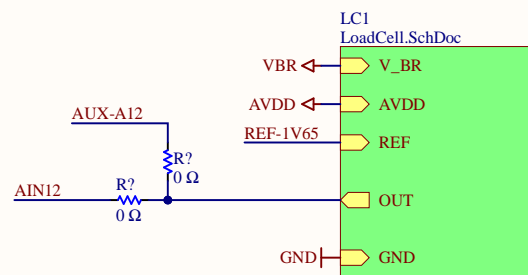 LC1
LoadCell.SchDoc
VBR
V_BR
AVDD
AVDD
AUX-A12
REF-1V65
REF
R?
0 Ω
AIN12
R?
0 Ω
OUT
GND
GND